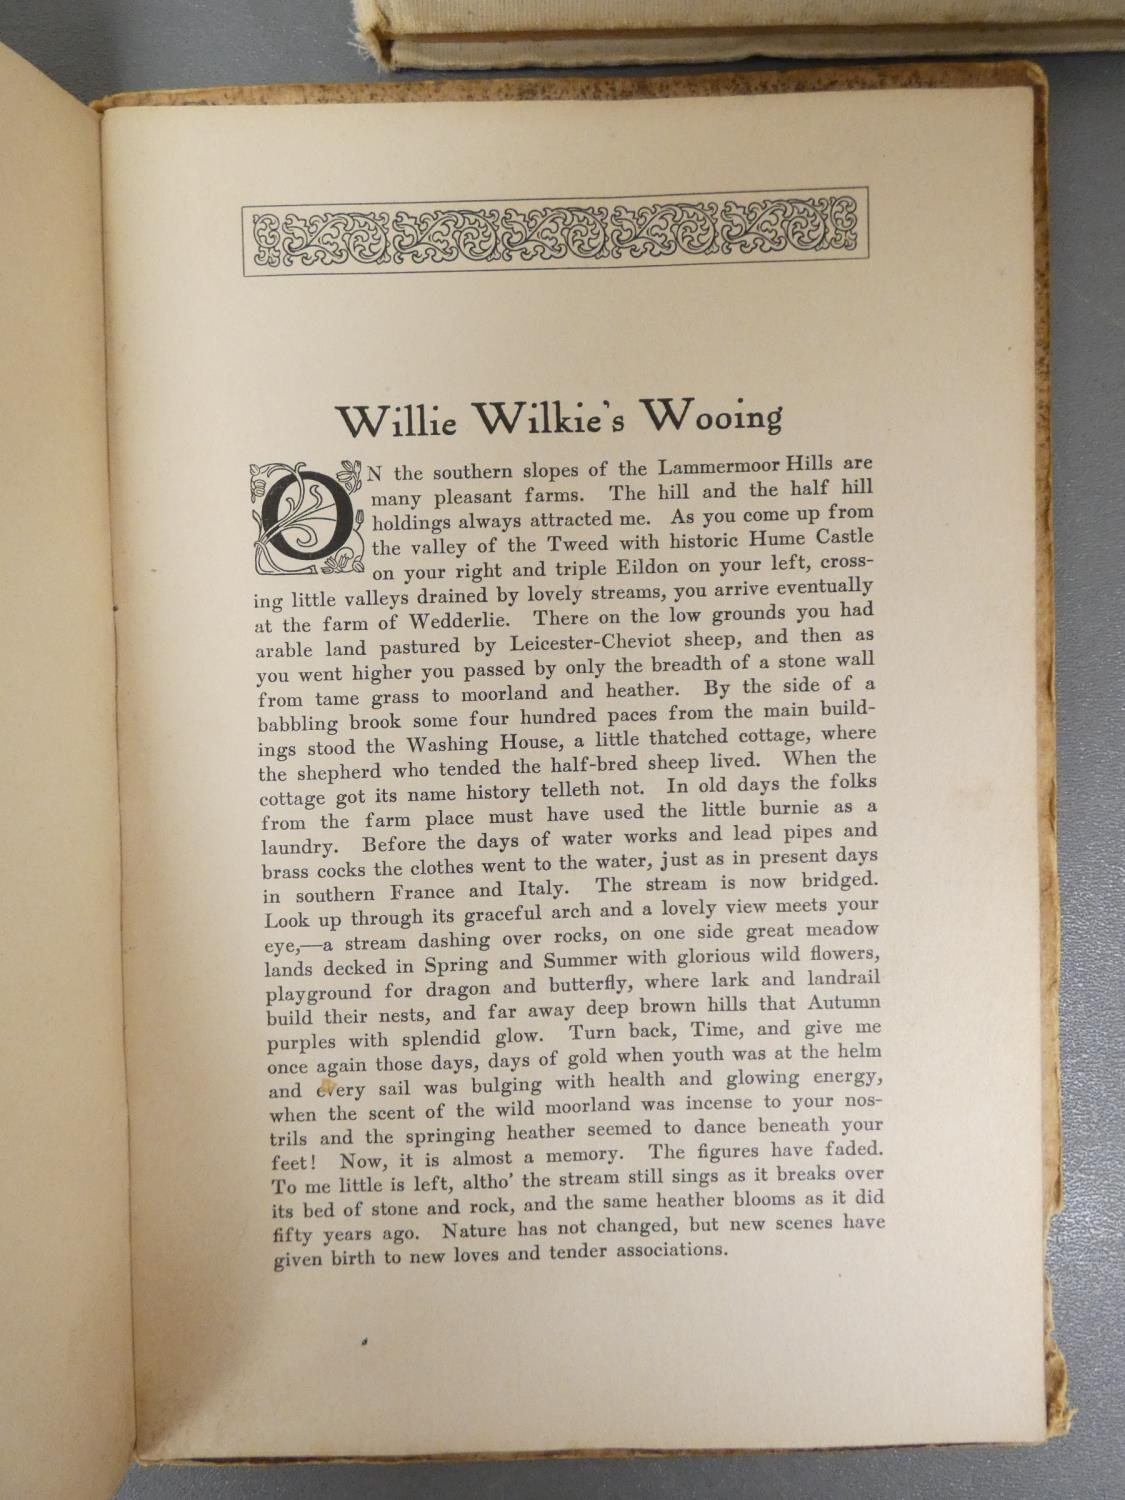 Willie Wilkie's Wooing
ON the southern slopes of the Lammermoor Hills are
many pleasant farms. The hill and the half hill
holdings always attracted me. As you come up from
the valley of the Tweed with historic Hume Castle
on your right and triple Eildon on your left, cross-
ing little valleys drained by lovely streams, you arrive eventually
at the farm of Wedderlie. There on the low grounds you had
arable land pastured by Leicester-Cheviot sheep, and then as
you went higher you passed by only the breadth of a stone wall
from tame grass to moorland and heather. By the side of a
babbling brook some four hundred paces from the main build-
ings stood the Washing House, a little thatched cottage, where
the shepherd who tended the half-bred sheep lived. When the
cottage got its name history telleth not. In old days the folks
from the farm place must have used the little burnie as a
laundry. Before the days of water works and lead pipes and
brass cocks the clothes went to the water, just as in present days
in southern France and Italy. The stream is now bridged.
Look up through its graceful arch and a lovely view meets your
eye,—a stream dashing over rocks, on one side great meadow
lands decked in Spring and Summer with glorious wild flowers,
playground for dragon and butterfly, where lark and landrail
build their nests, and far away deep brown hills that Autumn
purples with splendid glow. Turn back, Time, and give me
once again those days, days of gold when youth was at the helm
and every sail was bulging with health and glowing energy,
when the scent of the wild moorland was incense to your nos-
trils and the springing heather seemed to dance beneath your
feet! Now, it is almost a memory. The figures have faded.
To me little is left, altho' the stream still sings as it breaks over
its bed of stone and rock, and the same heather blooms as it did
fifty years ago. Nature has not changed, but new scenes have
given birth to new loves and tender associations.